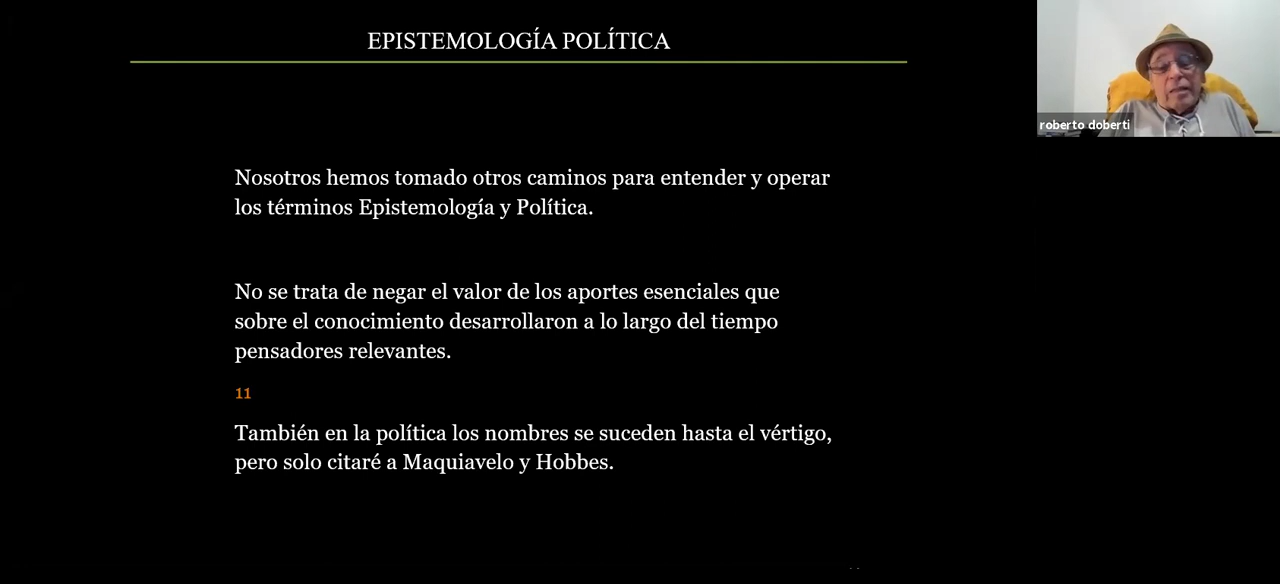 EPISTEMOLOGÍA POLÍTICA
roberto doberti
Nosotros hemos tomado otros caminos para entender y operar
los términos Epistemología y Política.
No se trata de negar el valor de los aportes esenciales que
sobre el conocimiento desarrollaron a lo largo del tiempo
pensadores relevantes.
11
También en la política los nombres se suceden hasta el vértigo,
pero solo citaré a Maquiavelo y Hobbes.